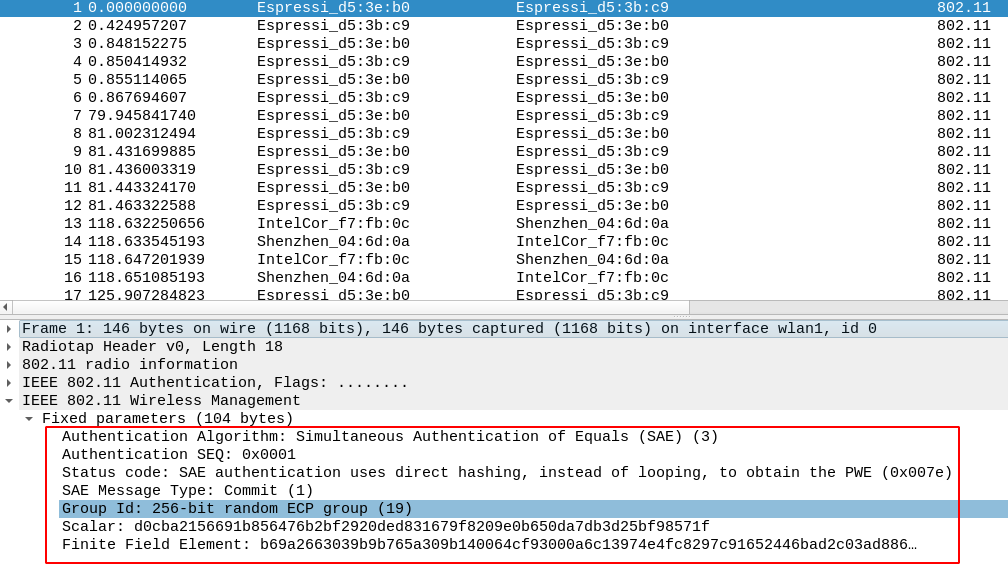 1 0.000000000 Espressi_d5:3e:b0 Espressi_d5:3b:c9 802.11
2 0.424957207 Espressi_d5:3b:c9 Espressi_d5:3e:b0 802.11
3 0.848152275 Espressi_d5:3e:b0 Espressi_d5:3b:c9 802.11
4 0.850414932 Espressi_d5:3b:c9 Espressi_d5:3e:b0 802.11
5 0.855114065 Espressi_d5:3e:b0 Espressi_d5:3b:c9 802.11
6 0.867694607 Espressi_d5:3b:c9 Espressi_d5:3e:b0 802.11
7 79.945841740 Espressi_d5:3e:b0 Espressi_d5:3b:c9 802.11
8 81.002312494 Espressi_d5:3b:c9 Espressi_d5:3e:b0 802.11
9 81.431699885 Espressi_d5:3e:b0 Espressi_d5:3b:c9 802.11
10 81.436003319 Espressi_d5:3b:c9 Espressi_d5:3e:b0 802.11
11 81.443324170 Espressi_d5:3e:b0 Espressi_d5:3b:c9 802.11
12 81.463322588 Espressi_d5:3b:c9 Espressi_d5:3e:b0 802.11
13 118.632250656 IntelCor_f7:fb:0c Shenzhen_04:6d:0a 802.11
14 118.633545193 Shenzhen_04:6d:0a IntelCor_f7:fb:0c 802.11
15 118.647201939 IntelCor_f7:fb:0c Shenzhen_04:6d:0a 802.11
16 118.651085193 Shenzhen_04:6d:0a IntelCor_f7:fb:0c 802.11
17 125.907284823 Espressi_d5:3e:b0 Espressi_d5:3b:c9 802.11
Frame 1: 146 bytes on wire (1168 bits), 146 bytes captured (1168 bits) on interface wlan1, id 0
Radiotap Header v0, Length 18
802.11 radio information
IEEE 802.11 Authentication, Flags: ........
IEEE 802.11 Wireless Management
Fixed parameters (104 bytes)
Authentication Algorithm: Simultaneous Authentication of Equals (SAE) (3)
Authentication SEQ: 0x0001
Status code: SAE authentication uses direct hashing, instead of looping, to obtain the PWE (0x007e)
SAE Message Type: Commit (1)
Group Id: 256-bit random ECP group (19)
Scalar: d0cba2156691b856476b2bf2920ded831679f8209e0b650da7db3d25bf98571f
Finite Field Element: b69a2663039b9b765a309b140064cf93000a6c13974e4fc8297c91652446bad2c03ad886…